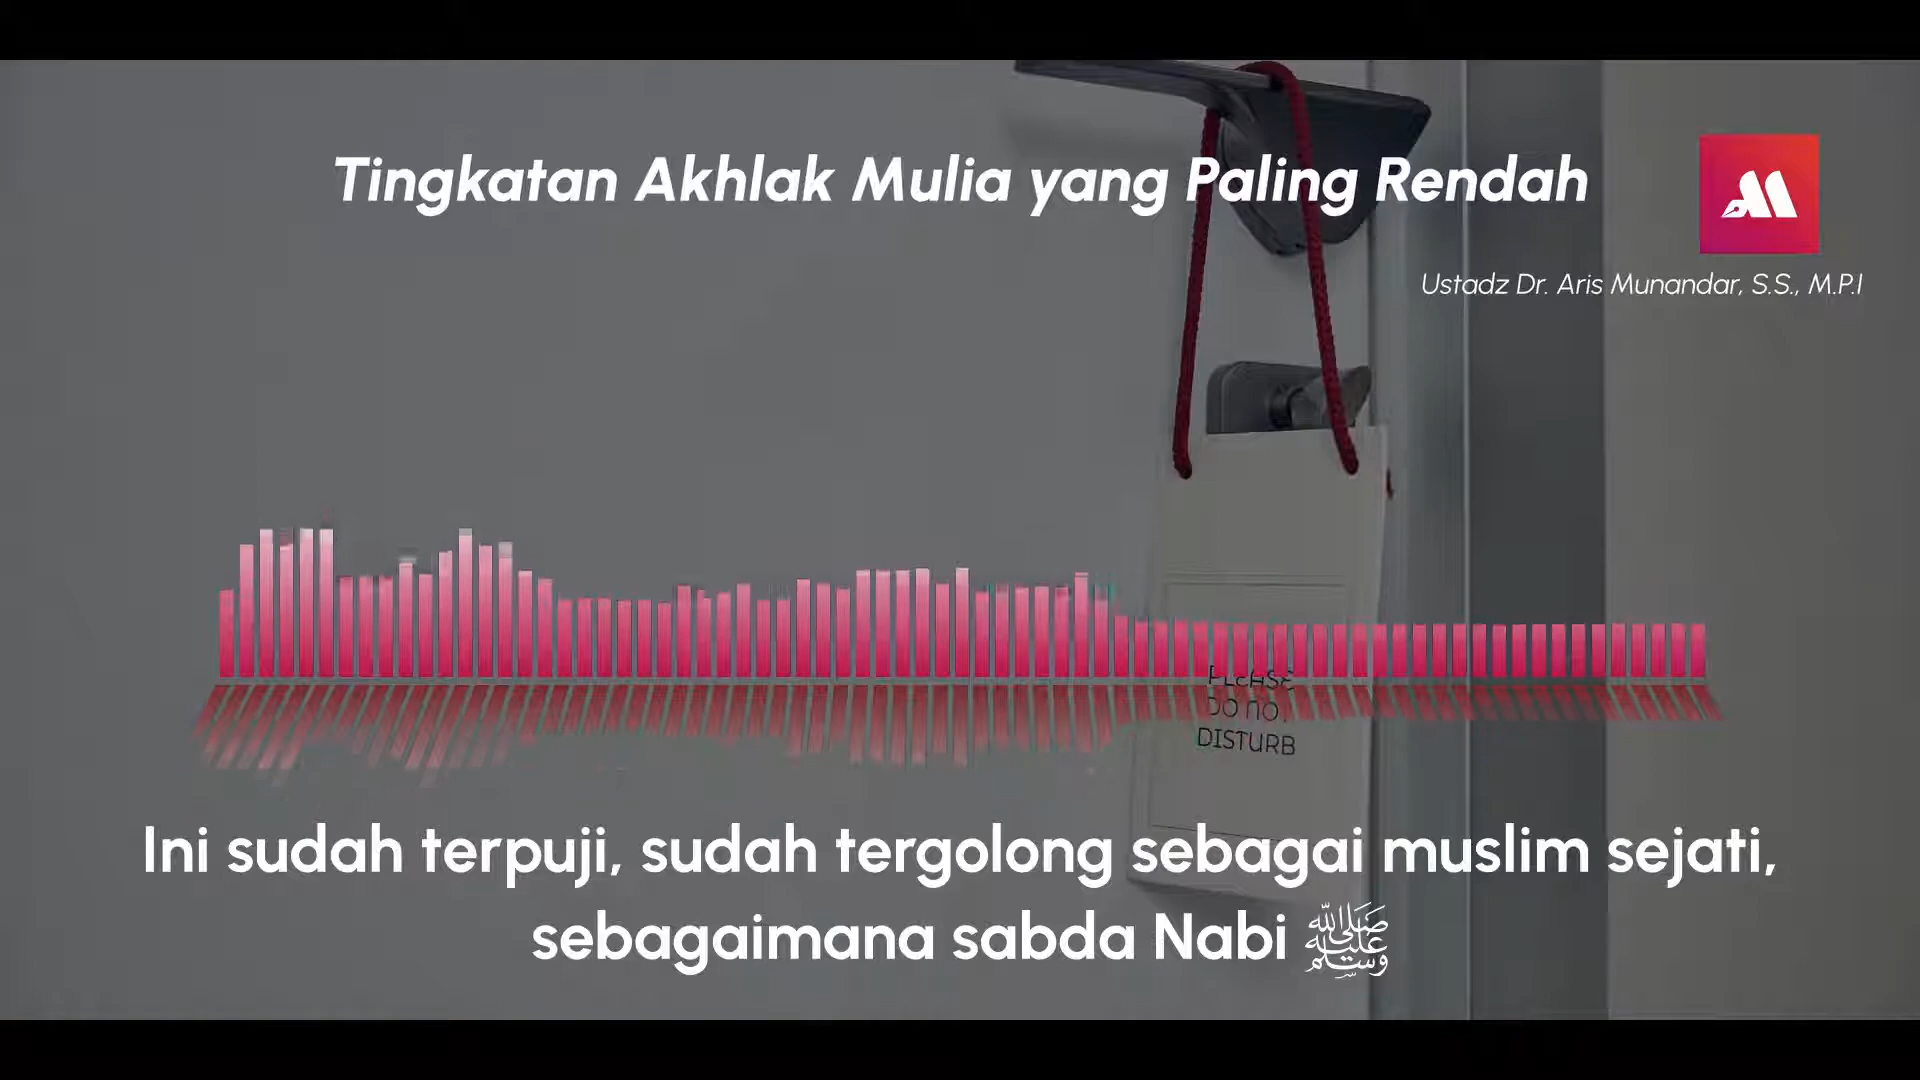 Tingkatan Akhlak Mulia yang Paling Rendah
Ustadz Dr. Aris Munandar, S.S., M.P.I
PLEASE
DO NOT
DISTURB
Ini sudah terpuji, sudah tergolong sebagai muslim sejati,
sebagaimana sabda Nabi ﷺ